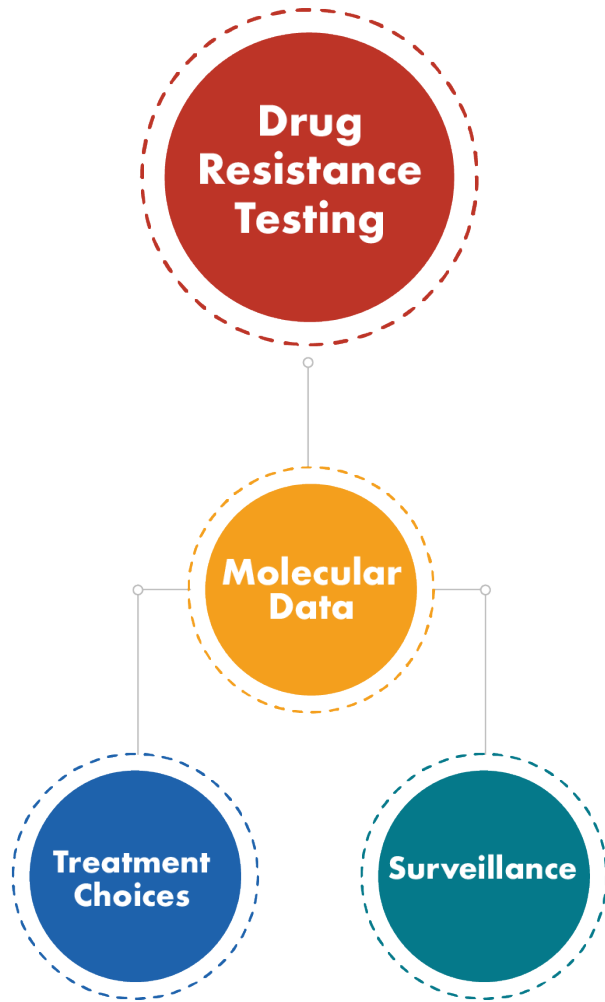 Drug
Resistance
Testing
Molecular
Data
Treatment
Choices
Surveillance